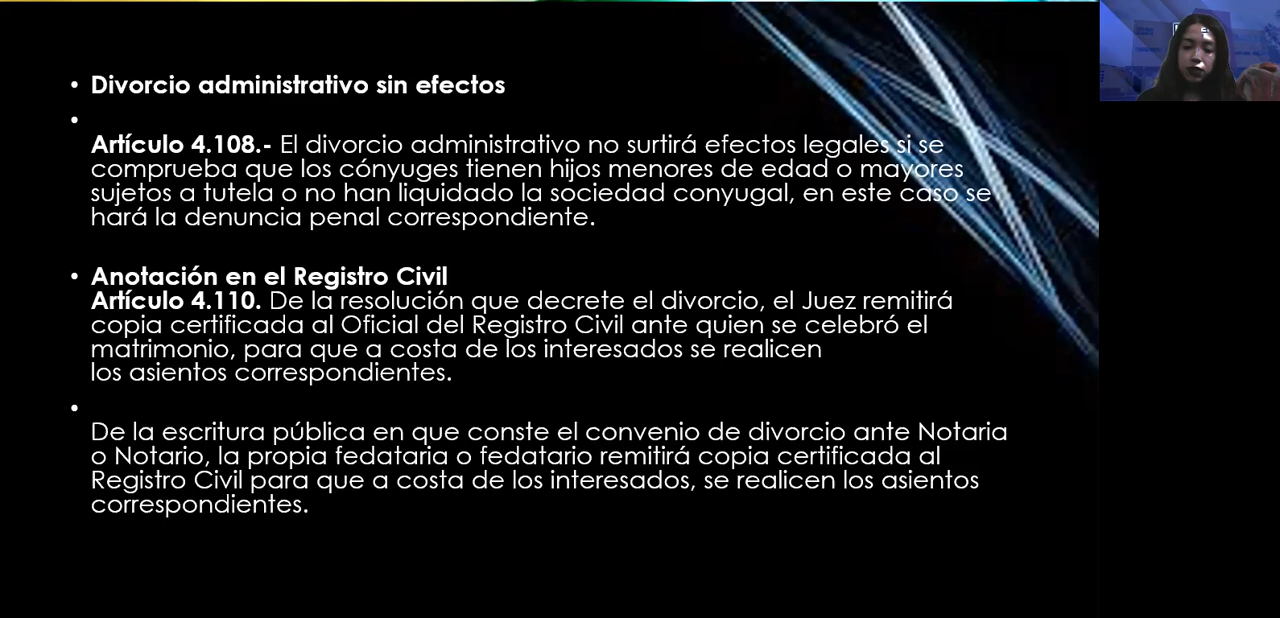 • Divorcio administrativo sin efectos
•
Artículo 4.108.- El divorcio administrativo no surtirá efectos legales si se
comprueba que los cónyuges tienen hijos menores de edad o mayores
sujetos a tutela o no han liquidado la sociedad conyugal, en este caso se
hará la denuncia penal correspondiente.
• Anotación en el Registro Civil
Artículo 4.110. De la resolución que decrete el divorcio, el Juez remitirá
copia certificada al Oficial del Registro Civil ante quien se celebró el
matrimonio, para que a costa de los interesados se realicen
los asientos correspondientes.
•
De la escritura pública en que conste el convenio de divorcio ante Notaria
o Notario, la propia fedataria o fedatario remitirá copia certificada al
Registro Civil para que a costa de los interesados, se realicen los asientos
correspondientes.